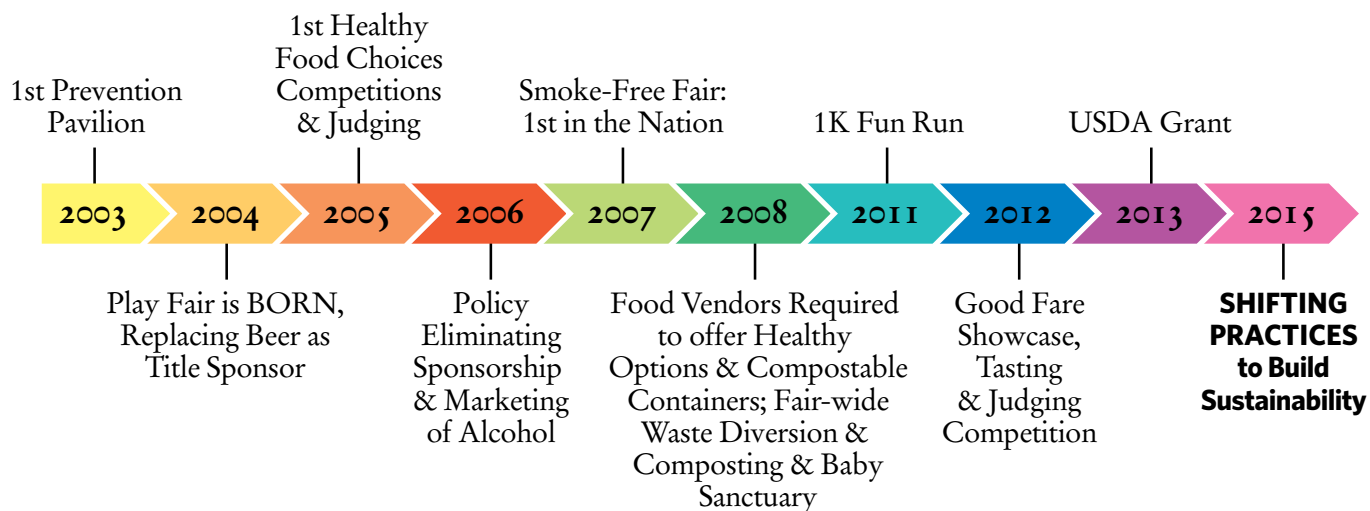 1st Prevention
Pavilion
1st Healthy
Food Choices
Competitions
& Judging
Smoke-Free Fair:
1st in the Nation
1K Fun Run
USDA Grant
2003
2004
2005
2006
2007
2008
2011
2012
2013
2015
Play Fair is BORN,
Replacing Beer as
Title Sponsor
Policy
Eliminating
Sponsorship
& Marketing
of Alcohol
Food Vendors Required
to offer Healthy
Options & Compostable
Containers; Fair-wide
Waste Diversion &
Composting & Baby
Sanctuary
Good Fare
Showcase,
Tasting
& Judging
Competition
SHIFTING
PRACTICES
to Build
Sustainability